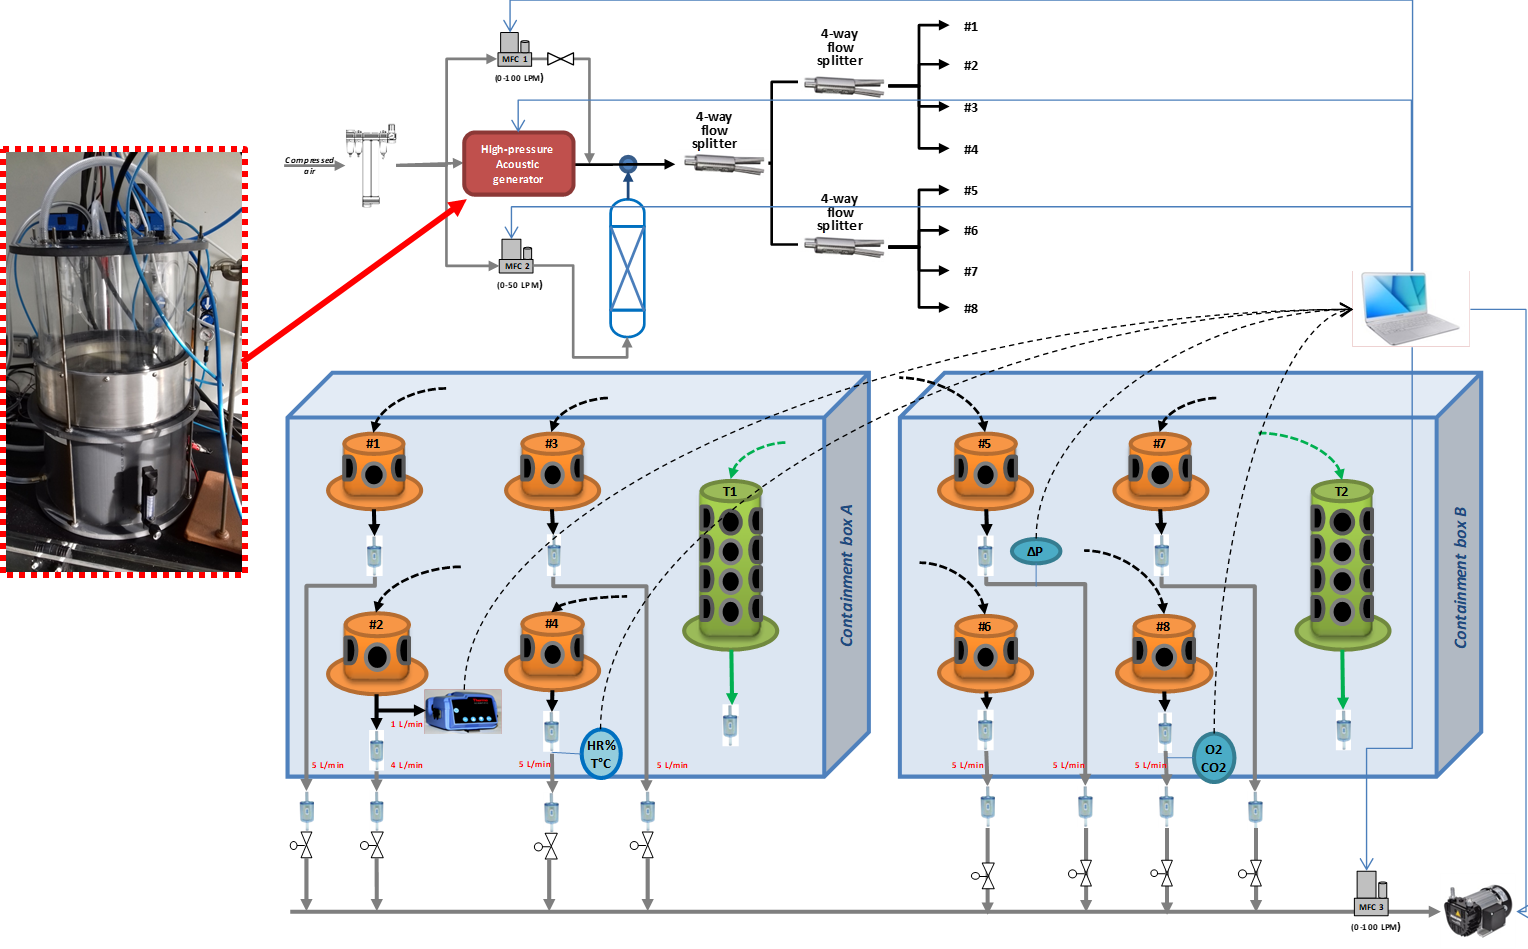 MFC 1
(0-100 LPM)
Compressed
air
High-pressure
Acoustic
generator
MFC 2
(0-50 LPM)
4-way
flow
splitter
4-way
flow
splitter
4-way
flow
splitter
#1
#2
#3
#4
#5
#6
#7
#8
#1
#3
T1
#2
#4
1 L/min
HR%
T°C
5 L/min
4 L/min
5L/min
5 L/min
Containment box A
#5
#7
T2
ΔP
#6
#8
O2
CO2
5 L/min
5 L/min
5L/min
Containment box B
MFC 3
(0-100 LPM)